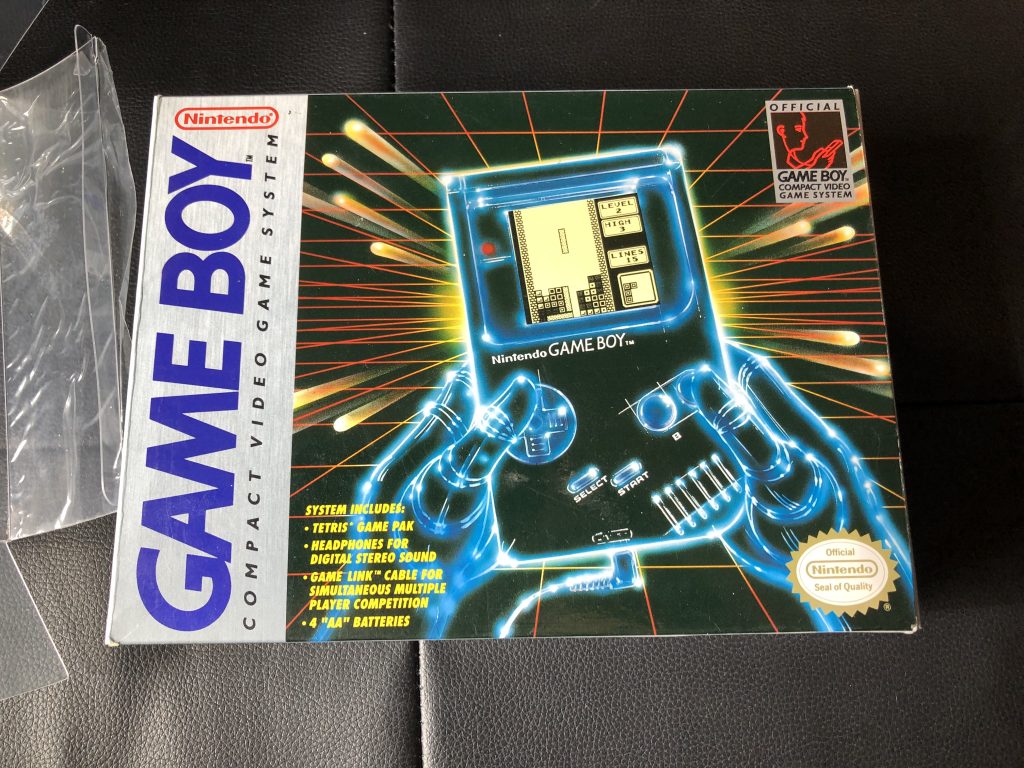 Nintendo®
GAME BOY™
COMPACT VIDEO GAME SYSTEM
OFFICIAL
GAME BOY
COMPACT VIDEO
GAME SYSTEM
LEVEL
2
HIGH
3
LINES
15
Nintendo GAME BOY™
B
SELECT
START
SYSTEM INCLUDES:
• TETRIS® GAME PAK
• HEADPHONES FOR
DIGITAL STEREO SOUND
• GAME LINK™ CABLE FOR
SIMULTANEOUS MULTIPLE
PLAYER COMPETITION
• 4 "AA" BATTERIES
Official
Nintendo
Seal of Quality
®